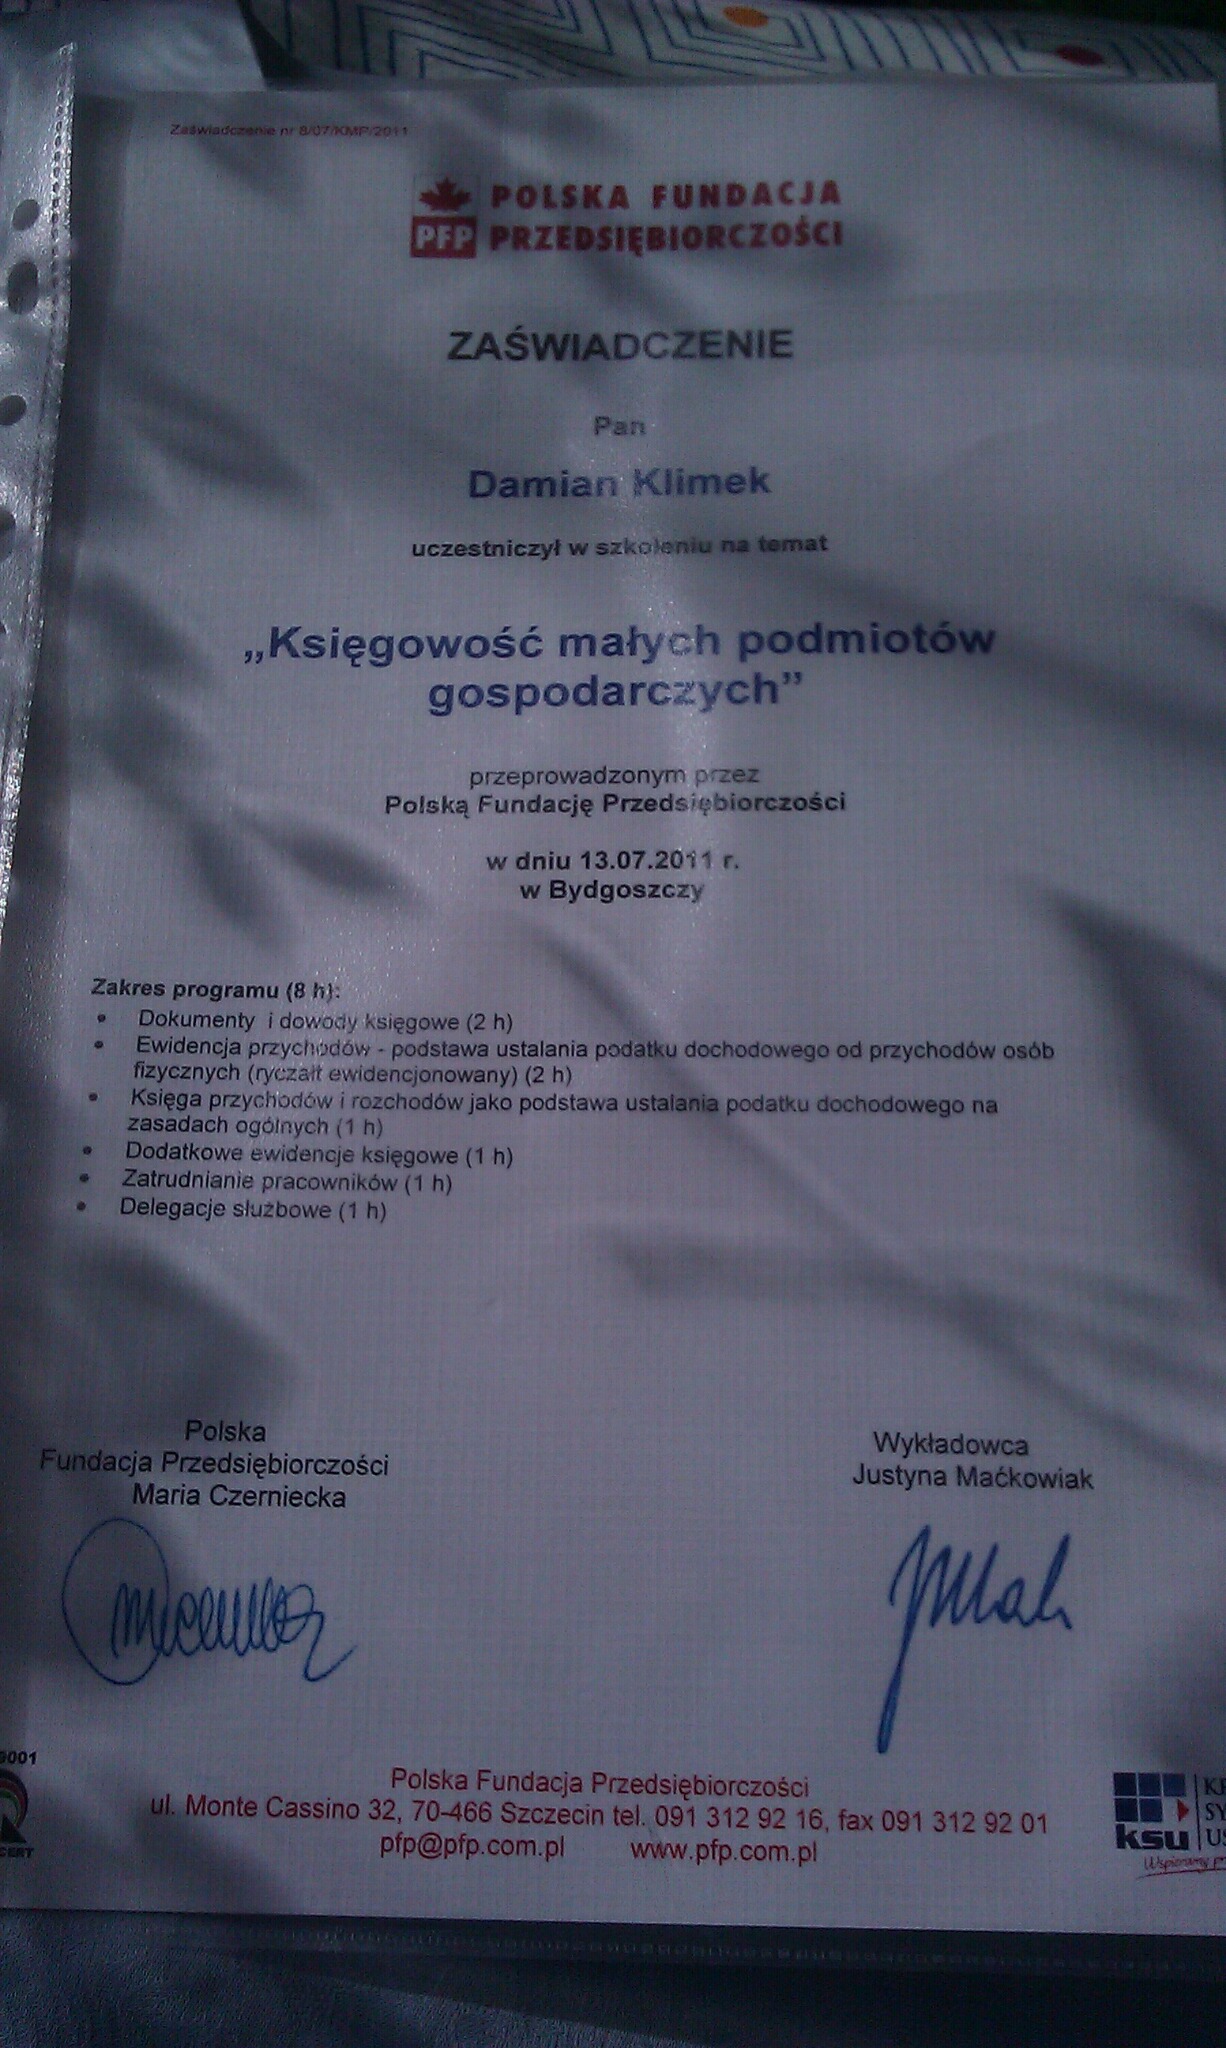 Zaświadczenie nr 8/07/KMP/2011
POLSKA FUNDACJA
PFP PRZEDSIĘBIORCZOŚCI
ZAŚWIADCZENIE
Pan
Damian Klimek
uczestniczył w szkoleniu na temat
„Księgowość małych podmiotów
gospodarczych”
przeprowadzonym przez
Polską Fundację Przedsiębiorczości
w dniu 13.07.2011 r.
w Bydgoszczy
Zakres programu (8 h):
• Dokumenty i dowody księgowe (2 h)
• Ewidencja przychodów - podstawa ustalania podatku dochodowego od przychodów osób
fizycznych (ryczałt ewidencjonowany) (2 h)
• Księga przychodów i rozchodów jako podstawa ustalania podatku dochodowego na
zasadach ogólnych (1 h)
• Dodatkowe ewidencje księgowe (1 h)
• Zatrudnianie pracowników (1 h)
• Delegacje służbowe (1 h)
Polska
Fundacja Przedsiębiorczości
Maria Czerniecka
Wykładowca
Justyna Maćkowiak
9001
CERT
Polska Fundacja Przedsiębiorczości
ul. Monte Cassino 32, 70-466 Szczecin tel. 091 312 92 16, fax 091 312 92 01
pfp@pfp.com.pl www.pfp.com.pl
ksu
Wspieramy